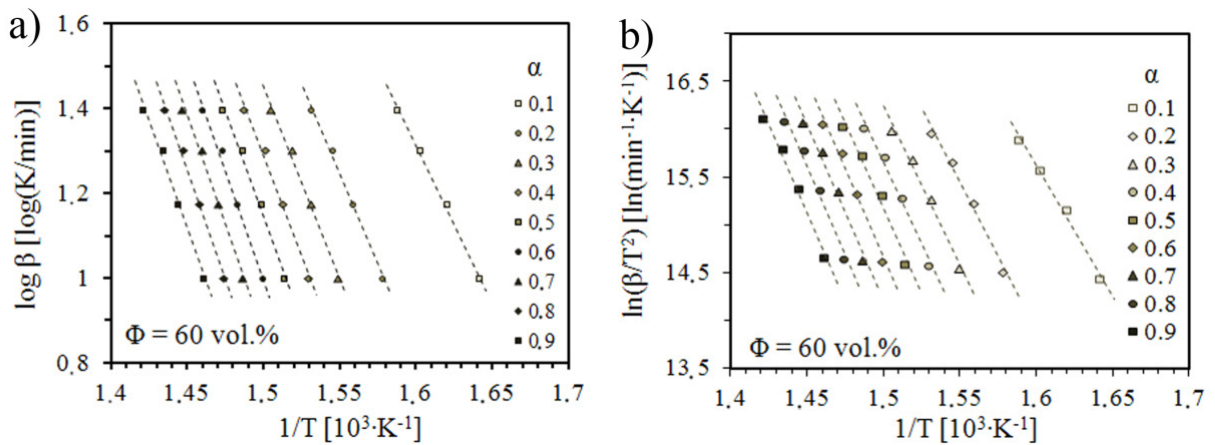 a)
log β [log(K/min)]
1.6
1.4
1.2
1
0.8
α
0.1
0.2
0.3
0.4
0.5
0.6
0.7
0.8
0.9
Φ = 60 vol.%
1.4 1.45 1.5 1.55 1.6 1.65 1.7
1/T [10³·K⁻¹]
b)
ln(β/T²) [ln(min⁻¹·K⁻¹)]
16,5
15,5
14,5
13,5
α
0,1
0,2
0,3
0,4
0,5
0,6
0,7
0,8
0,9
Φ = 60 vol.%
1,4 1,45 1,5 1,55 1,6 1,65 1,7
1/T [10³·K⁻¹]